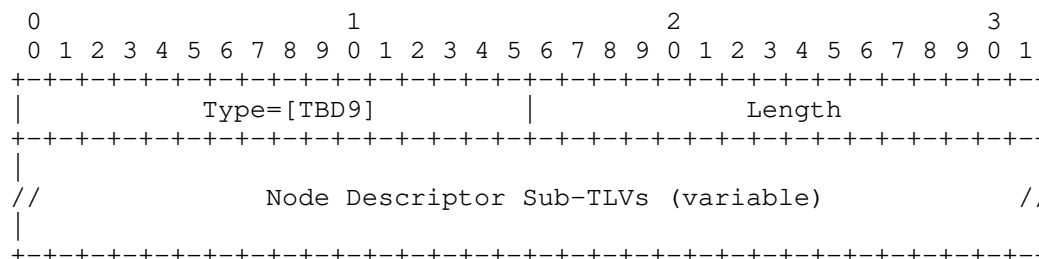 0                   1                   2                   3
 0 1 2 3 4 5 6 7 8 9 0 1 2 3 4 5 6 7 8 9 0 1 2 3 4 5 6 7 8 9 0 1
+-+-+-+-+-+-+-+-+-+-+-+-+-+-+-+-+-+-+-+-+-+-+-+-+-+-+-+-+-+-+-+-
|           Type=[TBD9]         |             Length
+-+-+-+-+-+-+-+-+-+-+-+-+-+-+-+-+-+-+-+-+-+-+-+-+-+-+-+-+-+-+-+-
|
//              Node Descriptor Sub-TLVs (variable)            //
|
+-+-+-+-+-+-+-+-+-+-+-+-+-+-+-+-+-+-+-+-+-+-+-+-+-+-+-+-+-+-+-+-